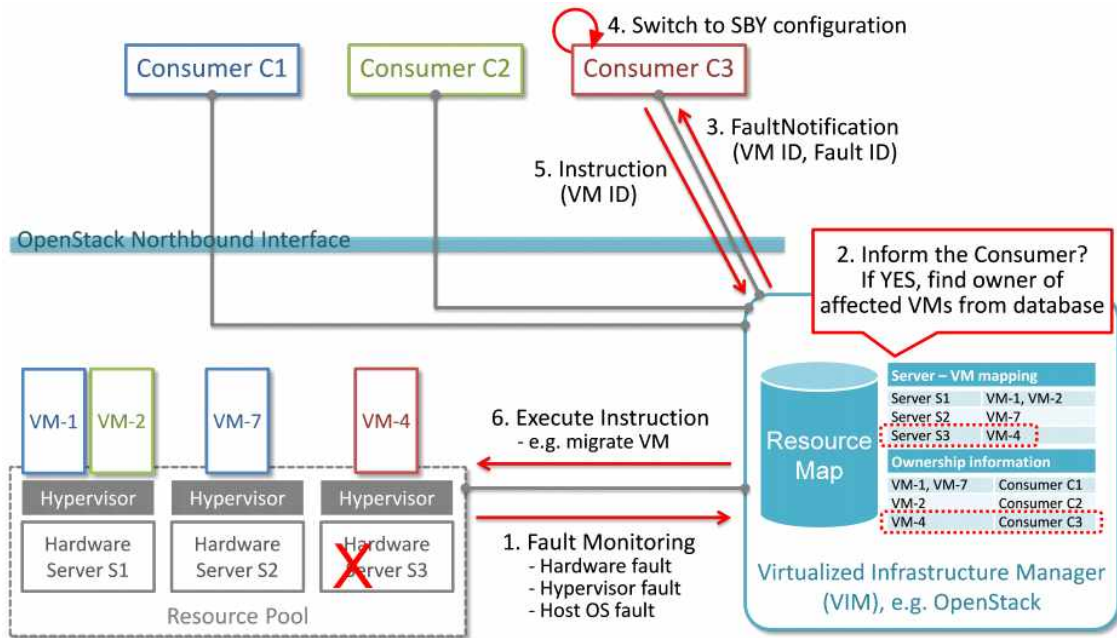 4. Switch to SBY configuration
Consumer C1
Consumer C2
Consumer C3
3. FaultNotification
(VM ID, Fault ID)
5. Instruction
(VM ID)
OpenStack Northbound Interface
2. Inform the Consumer?
If YES, find owner of
affected VMs from database
Server – VM mapping
Server S1 VM-1, VM-2
Server S2 VM-7
Server S3 VM-4
Ownership information
VM-1, VM-7 Consumer C1
VM-2 Consumer C2
VM-4 Consumer C3
Resource
Map
VM-1
VM-2
VM-7
VM-4
6. Execute Instruction
- e.g. migrate VM
Hypervisor
Hypervisor
Hypervisor
Hardware
Server S1
Hardware
Server S2
Hardware
Server S3
X
Resource Pool
1. Fault Monitoring
- Hardware fault
- Hypervisor fault
- Host OS fault
Virtualized Infrastructure Manager
(VIM), e.g. OpenStack